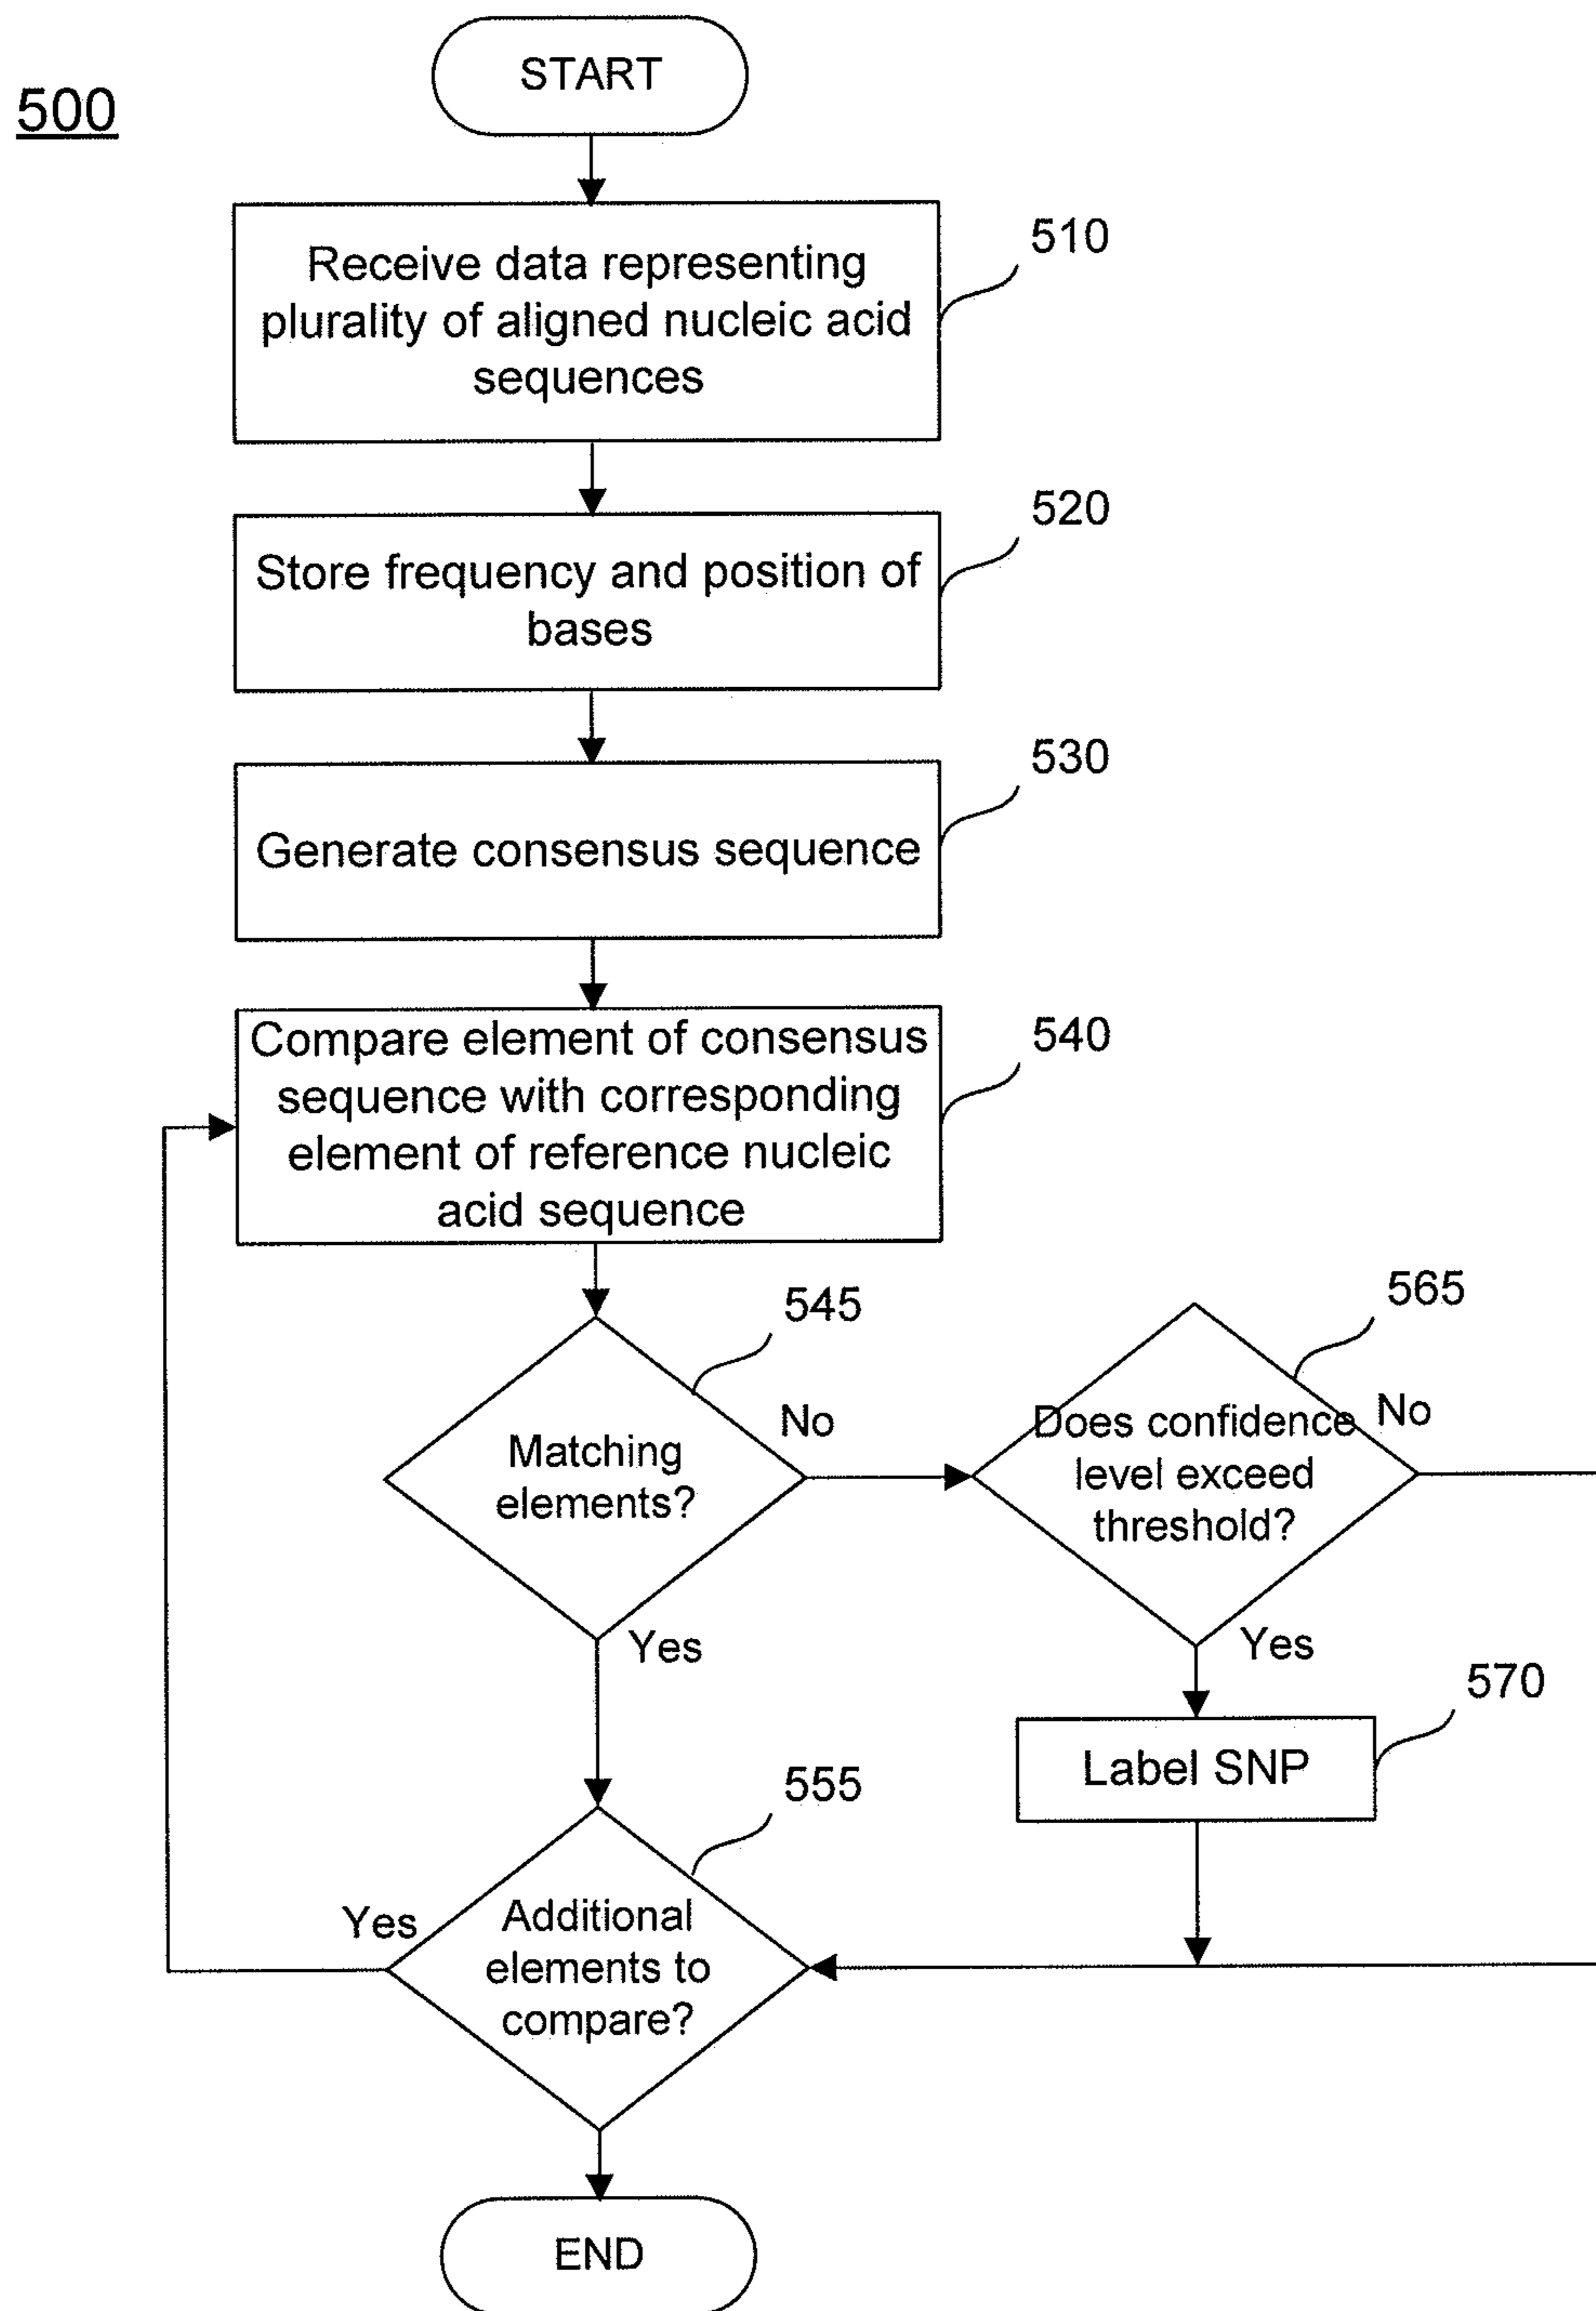 500
START
Receive data representing
plurality of aligned nucleic acid
sequences
510
Store frequency and position of
bases
520
Generate consensus sequence
530
Compare element of consensus
sequence with corresponding
element of reference nucleic
acid sequence
540
Matching
elements?
545
No
Yes
Does confidence
level exceed
threshold?
565
No
Yes
Label SNP
570
Additional
elements to
compare?
555
Yes
END